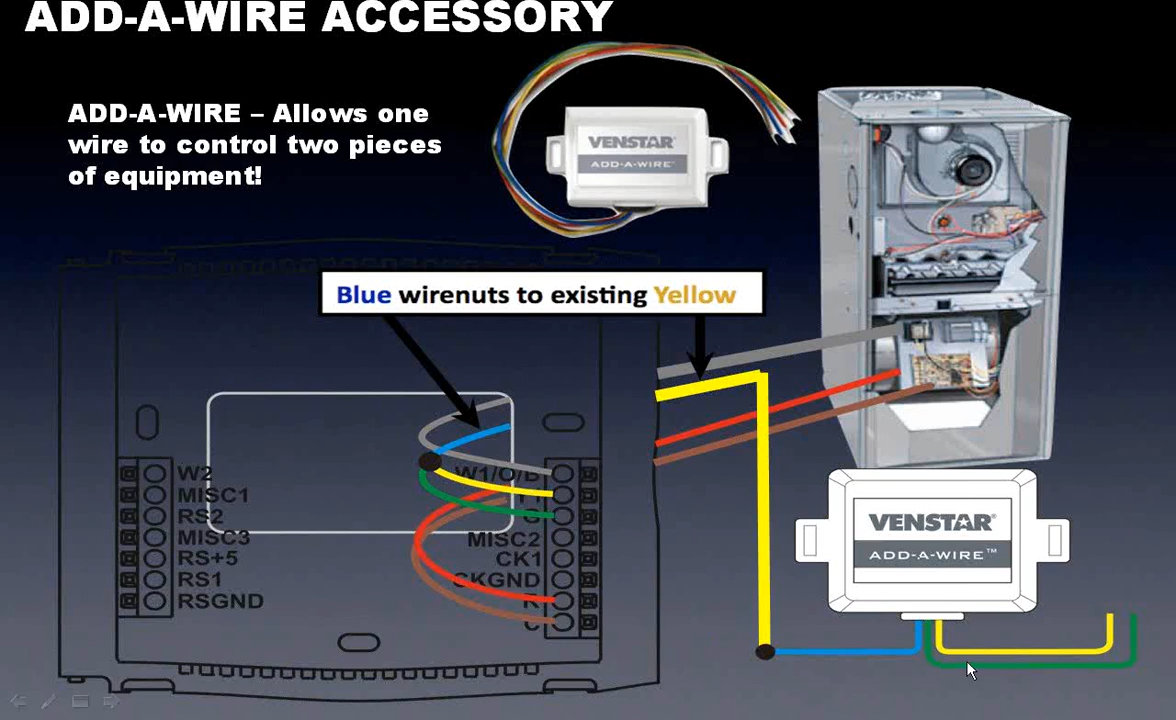 ADD-A-WIRE ACCESSORY
ADD-A-WIRE – Allows one
wire to control two pieces
of equipment!
VENSTAR
ADD-A-WIRE™
Blue wirenuts to existing Yellow
W2
MISC1
RS2
MISC3
RS+5
RS1
RSGND
W1/O/B
MISC2
CK1
CKGND
R
C
VENSTAR®
ADD-A-WIRE™